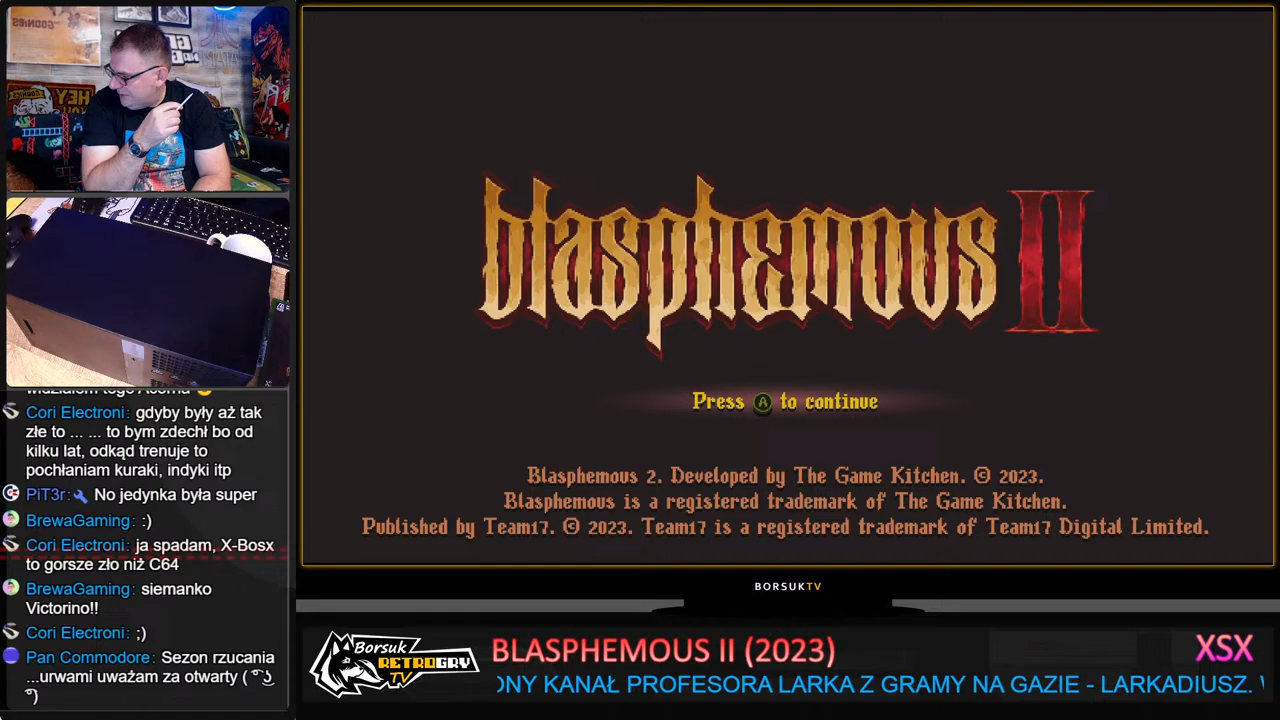 HEY
blasphemous II
Press A to continue
Blasphemous 2. Developed by The Game Kitchen. © 2023.
Blasphemous is a registered trademark of The Game Kitchen.
Published by Team17. © 2023. Team17 is a registered trademark of Team17 Digital Limited.
Cori Electroni: gdyby były aż tak
złe to ... ... to bym zdechł bo od
kilku lat, odkąd trenuje to
pochłaniam kuraki, indyki itp
PiT3r: No jedynka była super
BrewaGaming: :)
Cori Electroni: ja spadam, X-Bosx
to gorsze zło niż C64
BrewaGaming: siemanko
Victorino!!
Cori Electroni: ;)
Pan Commodore: Sezon rzucania
...urwami uważam za otwarty ( ͡° ͜ʖ
͡°)
BORSUKTV
Borsuk
RETROGRY
TV
BLASPHEMOUS II (2023)
XSX
ONY KANAŁ PROFESORA LARKA Z GRAMY NA GAZIE - LARKADIUSZ.